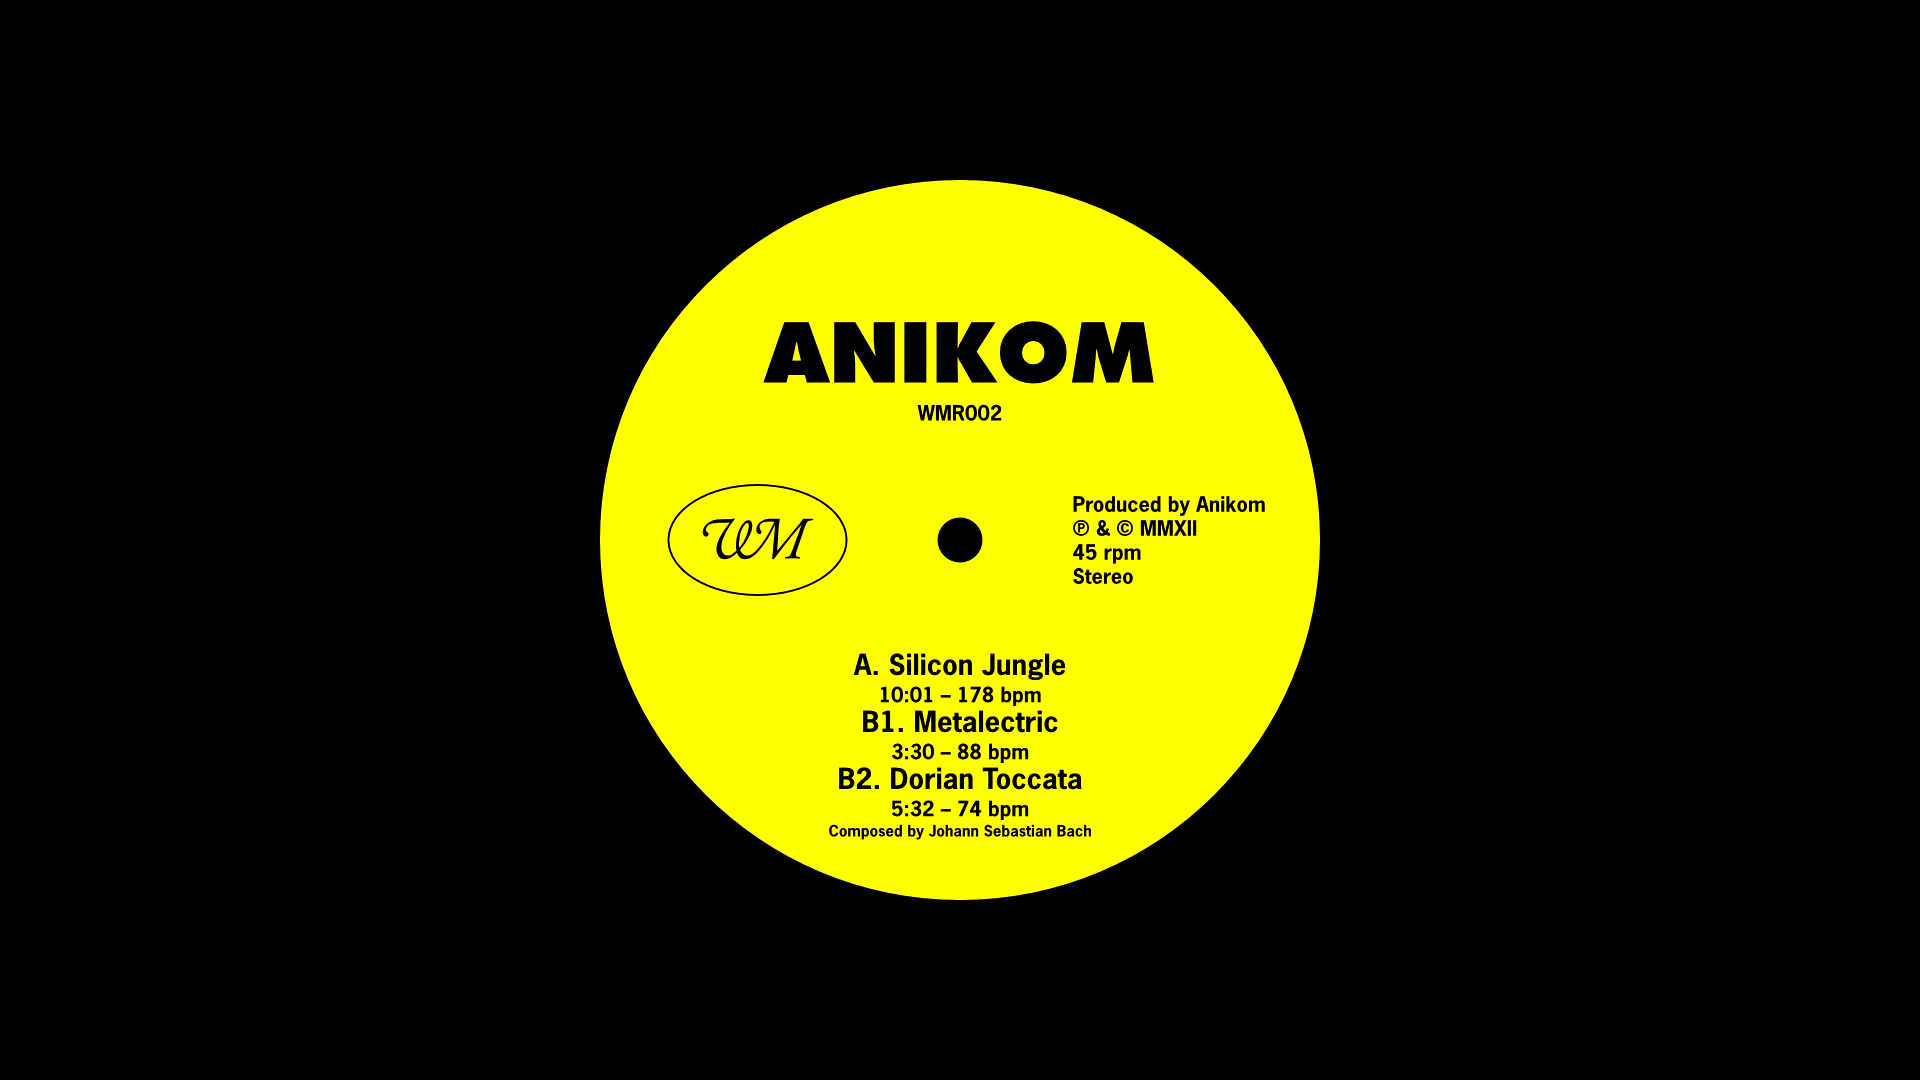 ANIKOM
WMR002
WM
Produced by Anikom
℗ & © MMXII
45 rpm
Stereo
A. Silicon Jungle
10:01 – 178 bpm
B1. Metalectric
3:30 – 88 bpm
B2. Dorian Toccata
5:32 – 74 bpm
Composed by Johann Sebastian Bach